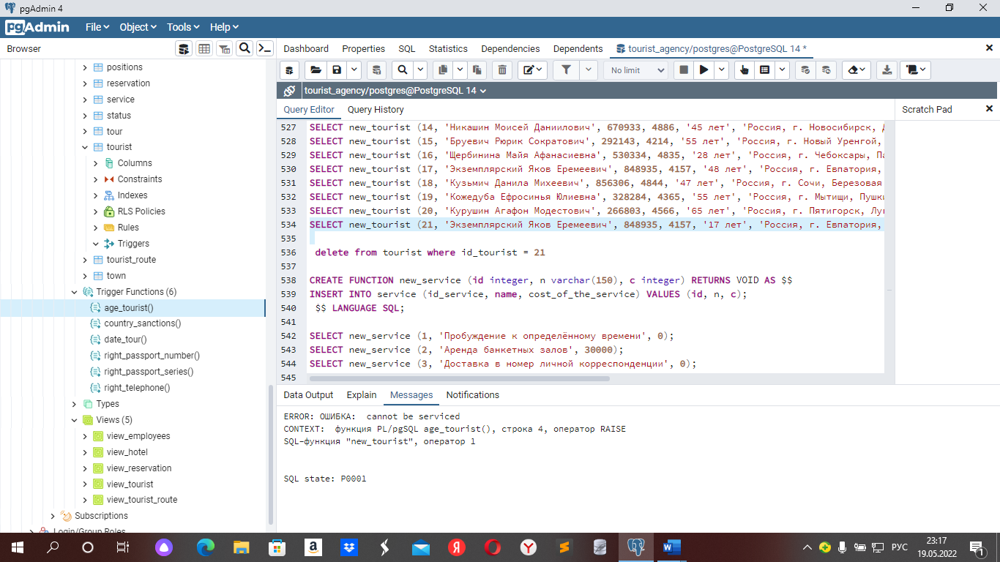 pgAdmin 4
pgAdmin File Object Tools Help
Browser
Dashboard Properties SQL Statistics Dependencies Dependents tourist_agency/postgres@PostgreSQL 14 *
No limit
tourist_agency/postgres@PostgreSQL 14
Query Editor Query History
Scratch Pad
positions
reservation
service
status
tour
tourist
Columns
Constraints
Indexes
RLS Policies
Rules
Triggers
tourist_route
town
Trigger Functions (6)
age_tourist()
country_sanctions()
date_tour()
right_passport_number()
right_passport_series()
right_telephone()
Types
Views (5)
view_employees
view_hotel
view_reservation
view_tourist
view_tourist_route
Subscriptions
Login/Group Roles
527 SELECT new_tourist (14, 'Никашин Моисей Даниилович', 670933, 4886, '45 лет', 'Россия, г. Новосибирск,
528 SELECT new_tourist (15, 'Бруевич Рюрик Сократович', 292143, 4214, '55 лет', 'Россия, г. Новый Уренгой,
529 SELECT new_tourist (16, 'Щербинина Майя Афанасиевна', 530334, 4835, '28 лет', 'Россия, г. Чебоксары, Па
530 SELECT new_tourist (17, 'Экземплярский Яков Еремеевич', 848935, 4157, '48 лет', 'Россия, г. Евпатория,
531 SELECT new_tourist (18, 'Кузьмич Данила Михеевич', 856306, 4844, '47 лет', 'Россия, г. Сочи, Березовая
532 SELECT new_tourist (19, 'Кожедуба Ефросинья Юлиевна', 328284, 4365, '55 лет', 'Россия, г. Мытищи, Пушки
533 SELECT new_tourist (20, 'Курушин Агафон Модестович', 266803, 4566, '65 лет', 'Россия, г. Пятигорск, Лу
534 SELECT new_tourist (21, 'Экземплярский Яков Еремеевич', 848935, 4157, '17 лет', 'Россия, г. Евпатория,
535
536 delete from tourist where id_tourist = 21
537
538 CREATE FUNCTION new_service (id integer, n varchar(150), c integer) RETURNS VOID AS $$
539 INSERT INTO service (id_service, name, cost_of_the_service) VALUES (id, n, c);
540 $$ LANGUAGE SQL;
541
542 SELECT new_service (1, 'Пробуждение к определённому времени', 0);
543 SELECT new_service (2, 'Аренда банкетных залов', 30000);
544 SELECT new_service (3, 'Доставка в номер личной корреспонденции', 0);
545
Data Output Explain Messages Notifications
ERROR: ОШИБКА: cannot be serviced
CONTEXT: функция PL/pgSQL age_tourist(), строка 4, оператор RAISE
SQL-функция "new_tourist", оператор 1
SQL state: P0001
РУС
23:17
19.05.2022
1